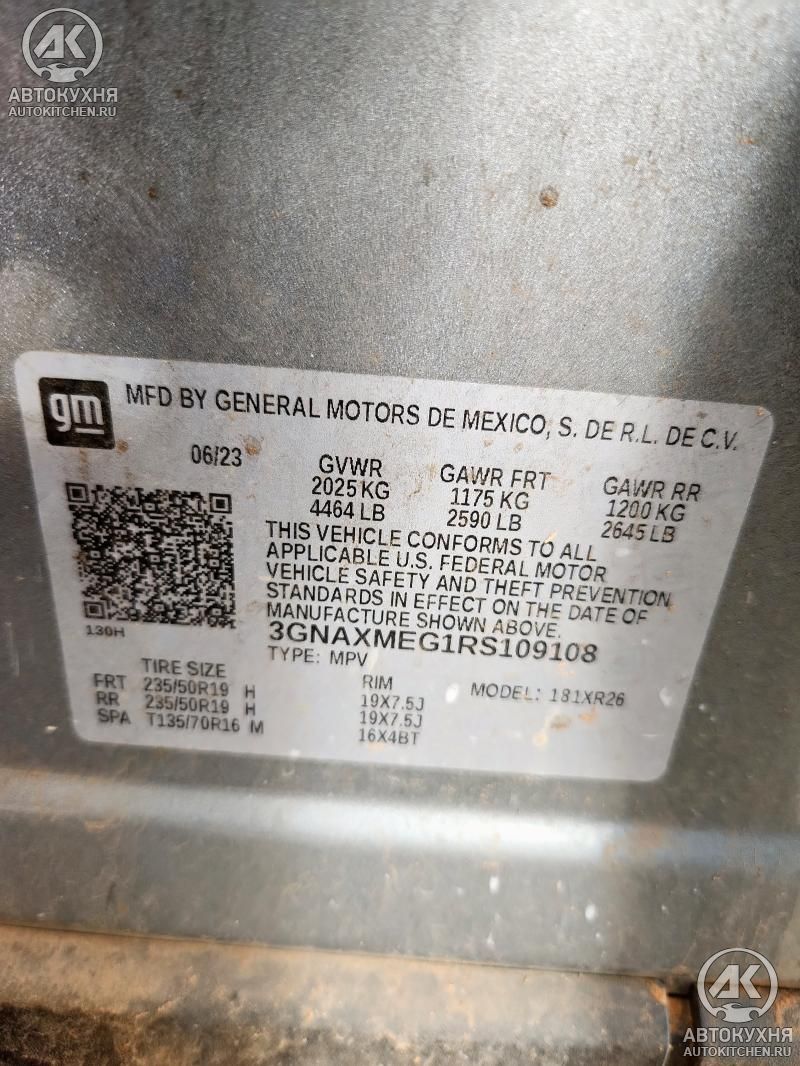 AK
АВТОКУХНЯ
AUTOKITCHEN.RU
gm
MFD BY GENERAL MOTORS DE MEXICO, S. DE R.L. DE C.V.
06/23
GVWR GAWR FRT GAWR RR
2025 KG 1175 KG 1200 KG
4464 LB 2590 LB 2645 LB
THIS VEHICLE CONFORMS TO ALL
APPLICABLE U.S. FEDERAL MOTOR
VEHICLE SAFETY AND THEFT PREVENTION
STANDARDS IN EFFECT ON THE DATE OF
MANUFACTURE SHOWN ABOVE.
130H
3GNAXMEG1RS109108
TYPE: MPV
TIRE SIZE RIM MODEL: 181XR26
FRT 235/50R19 H 19X7.5J
RR 235/50R19 H 19X7.5J
SPA T135/70R16 M 16X4BT
AK
АВТОКУХНЯ
AUTOKITCHEN.RU